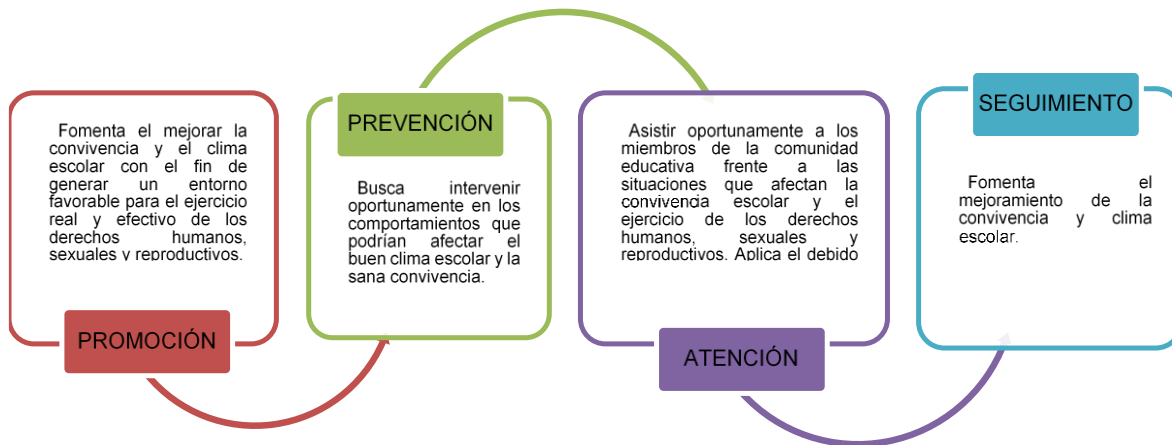 Fomenta el mejorar la
convivencia y el clima
escolar con el fin de
generar un entorno
favorable para el ejercicio
real y efectivo de los
derechos humanos,
sexuales y reproductivos.
PROMOCIÓN
PREVENCIÓN
Busca intervenir
oportunamente en los
comportamientos que
podrían afectar el
buen clima escolar y la
sana convivencia.
Asistir oportunamente a los
miembros de la comunidad
educativa frente a las
situaciones que afectan la
convivencia escolar y el
ejercicio de los derechos
humanos, sexuales y
reproductivos. Aplica el debido
ATENCIÓN
SEGUIMIENTO
Fomenta el
mejoramiento de la
convivencia y clima
escolar.